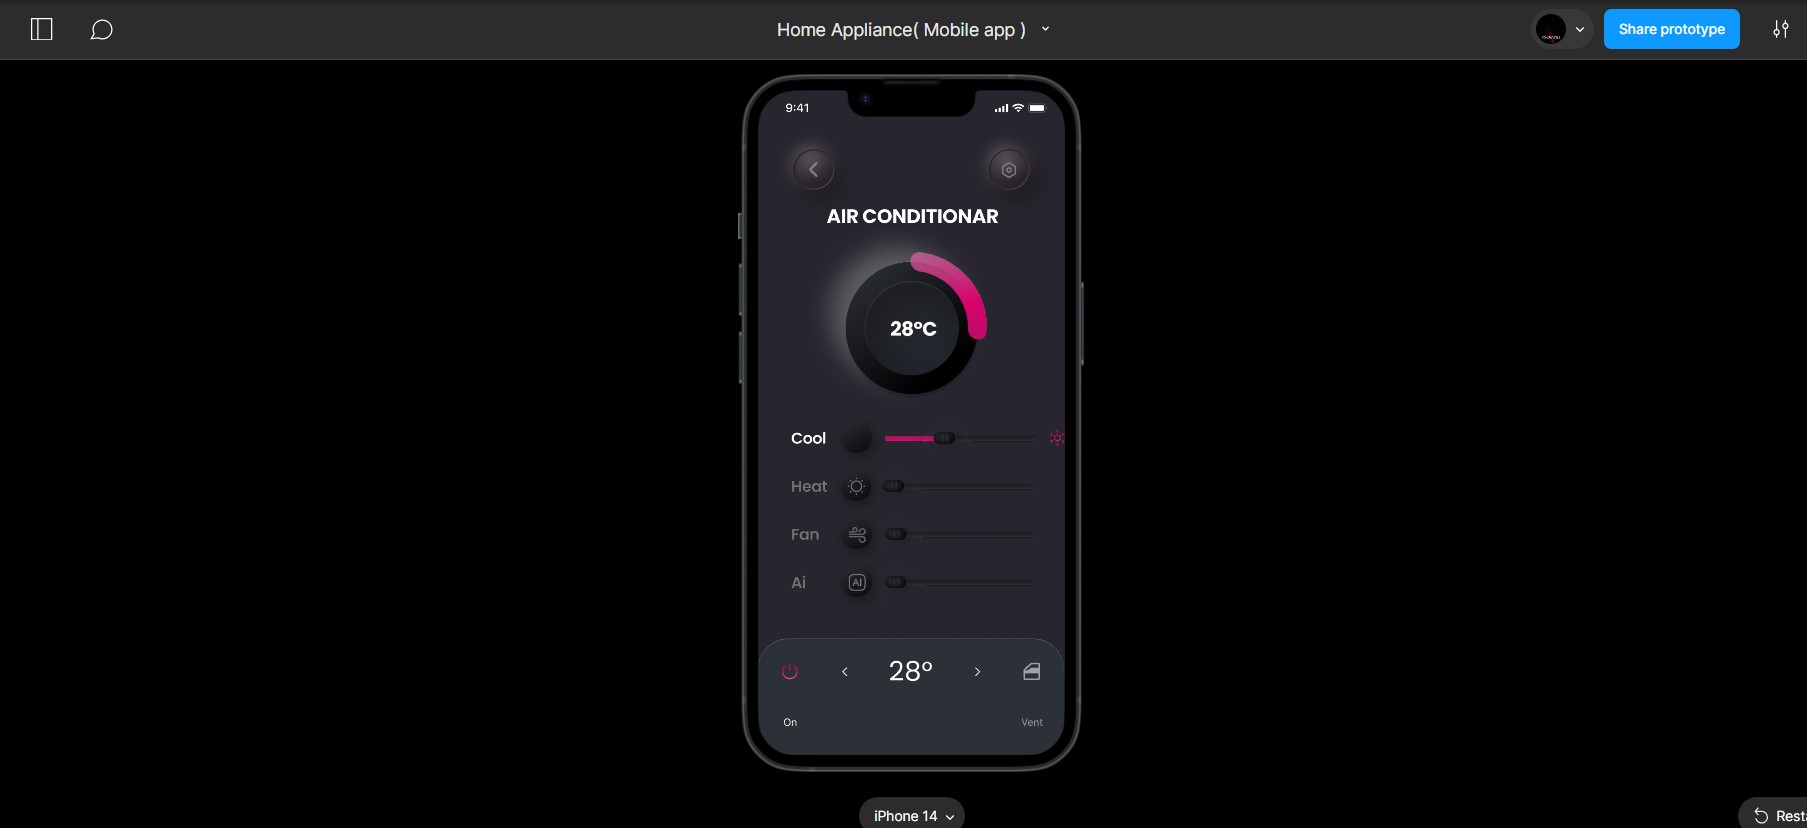 Home Appliance( Mobile app )
Share prototype
9:41
AIR CONDITIONAR
28°C
Cool
Heat
Fan
Ai
AI
28°
On
Vent
iPhone 14